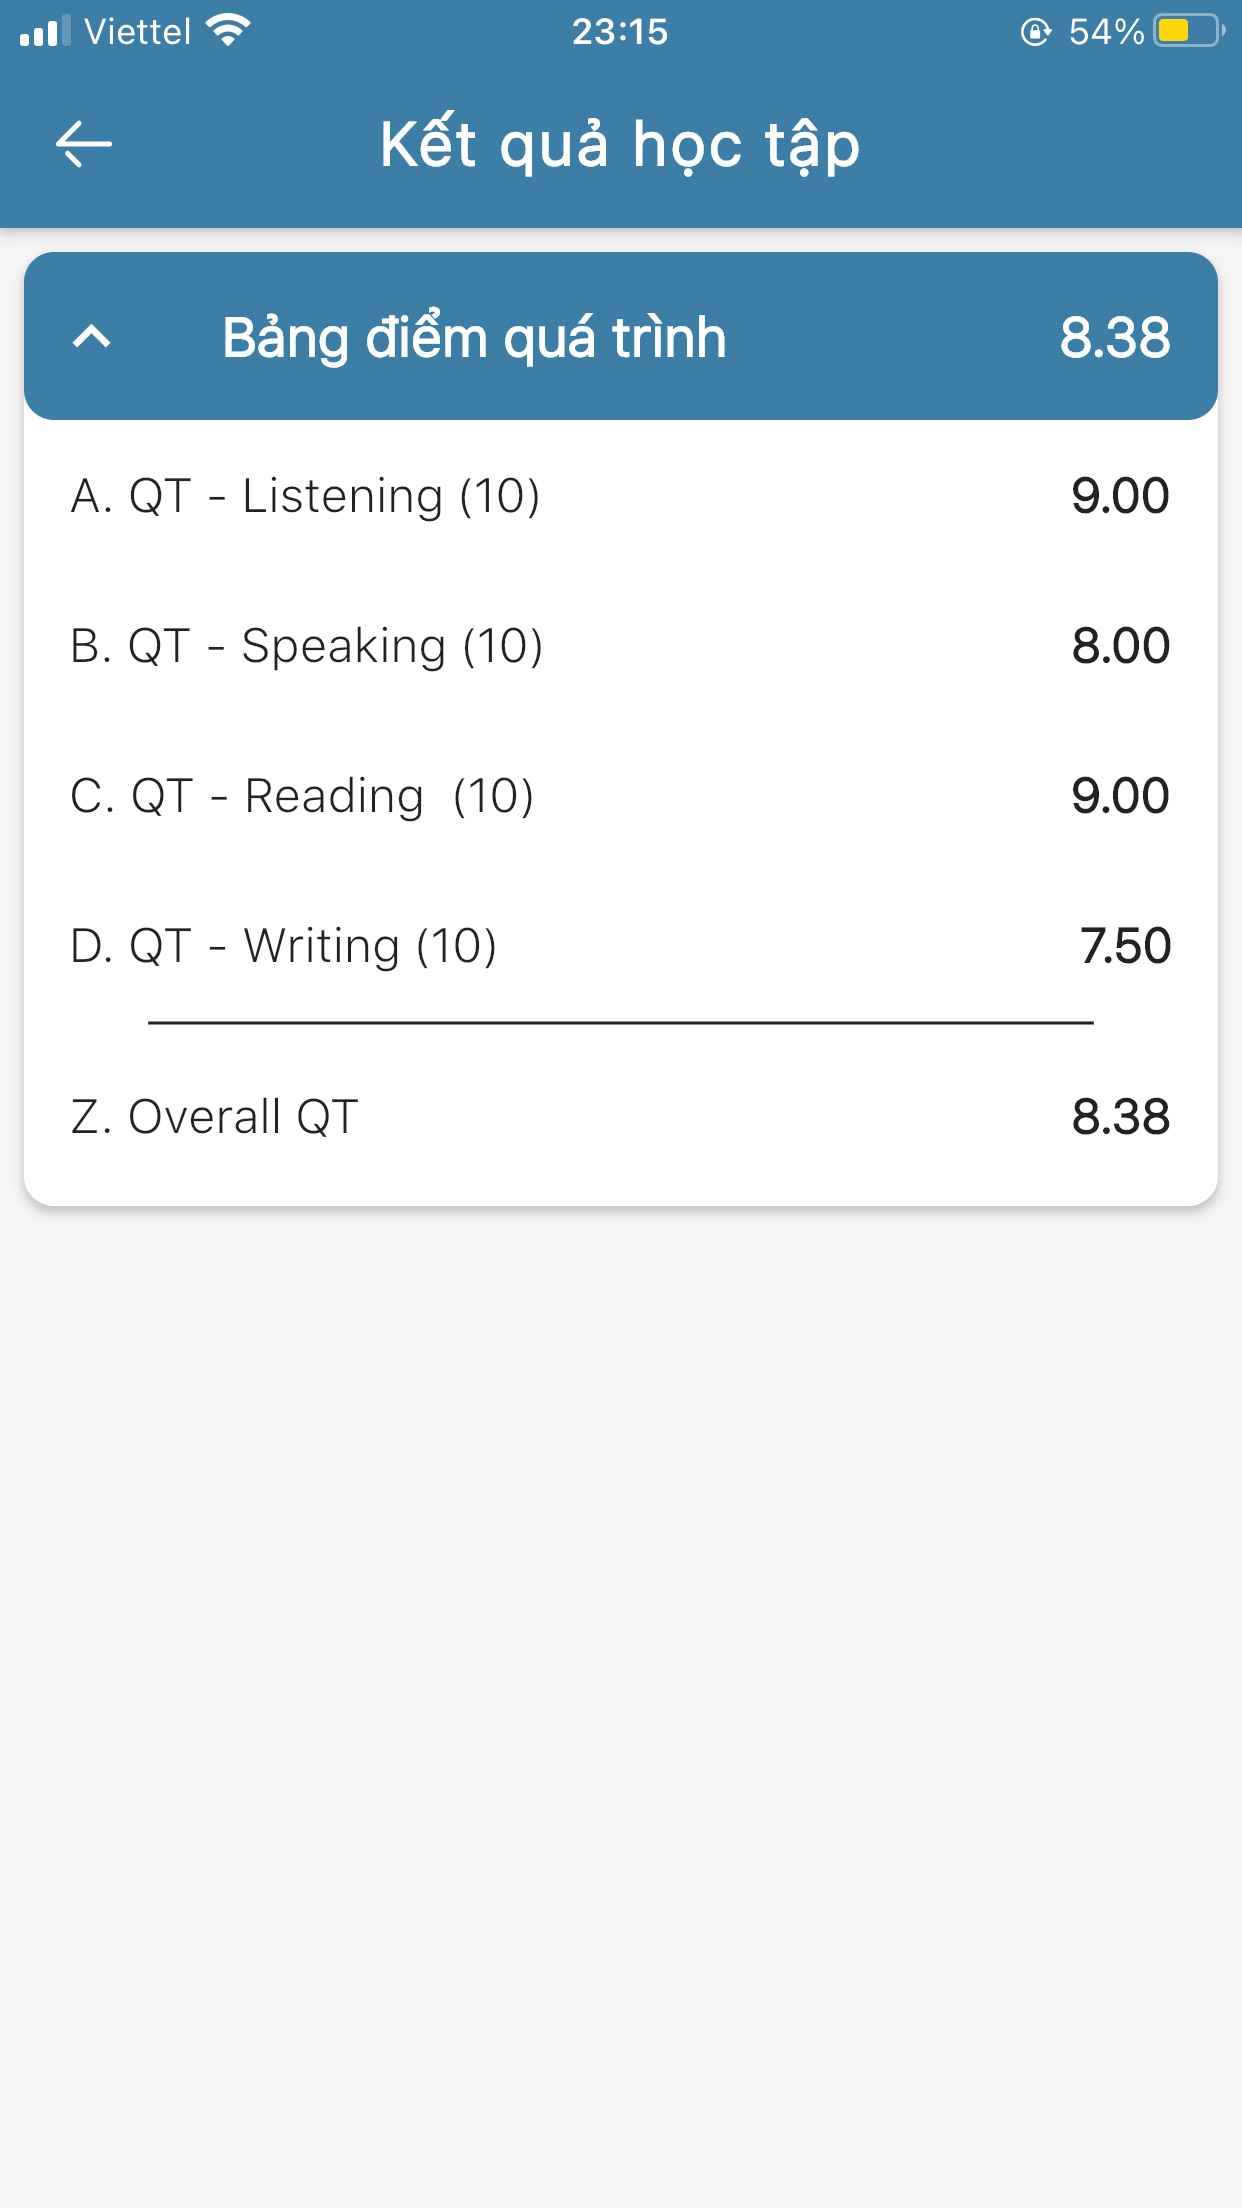 Viettel 23:15 54%
Kết quả học tập
Bảng điểm quá trình 8.38
A. QT - Listening (10) 9.00
B. QT - Speaking (10) 8.00
C. QT - Reading  (10) 9.00
D. QT - Writing (10) 7.50
Z. Overall QT 8.38